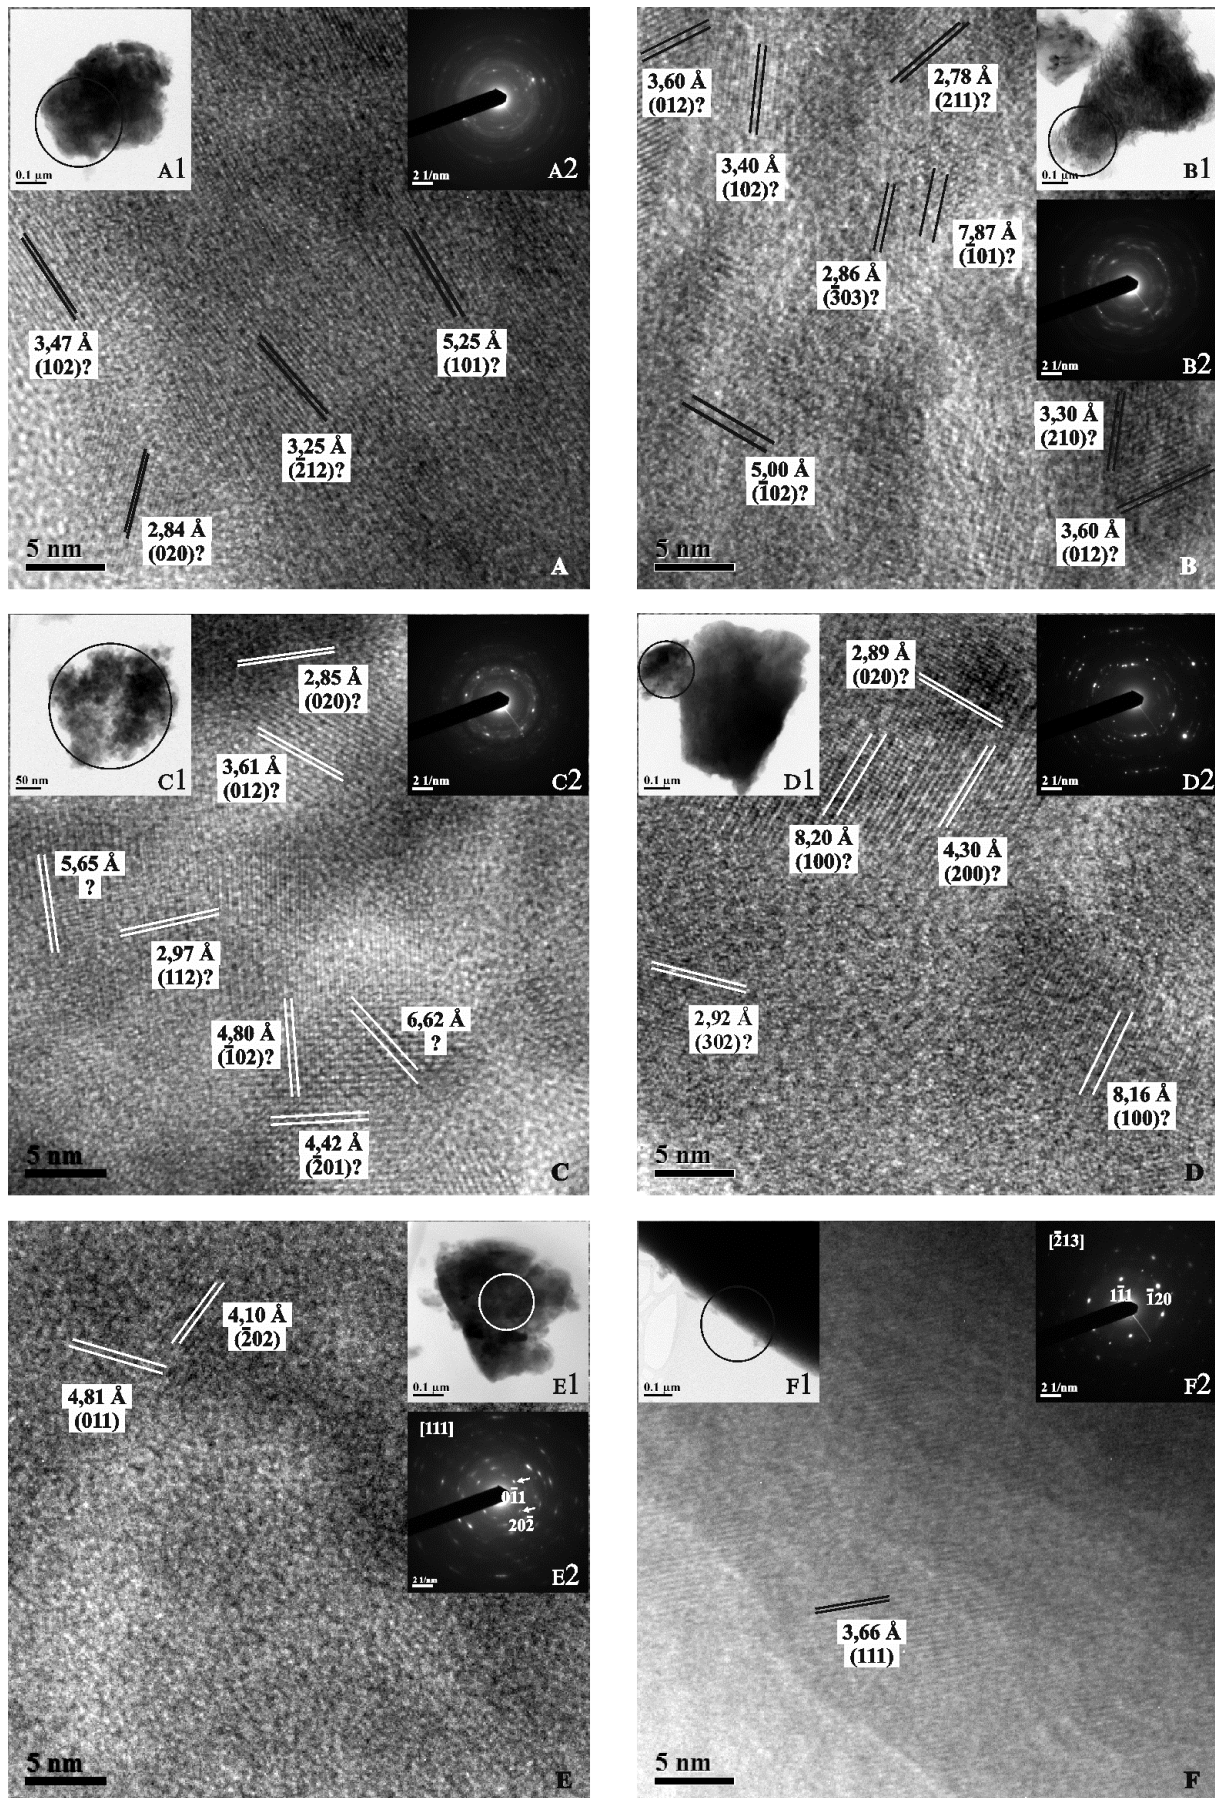 0.1 µm
A1
2 1/nm
A2
3,47 Å
(102)?
5,25 Å
(101)?
3,25 Å
(2̅12)?
2,84 Å
(020)?
5 nm
A
3,60 Å
(012)?
2,78 Å
(211)?
3,40 Å
(102)?
0.1 µm
B1
7,87 Å
(1̅01)?
2,86 Å
(3̅03)?
2 1/nm
B2
3,30 Å
(210)?
5,00 Å
(1̅02)?
3,60 Å
(012)?
5 nm
B
50 nm
C1
2,85 Å
(020)?
3,61 Å
(012)?
2 1/nm
C2
5,65 Å
?
2,97 Å
(112)?
4,80 Å
(1̅02)?
6,62 Å
?
4,42 Å
(2̅01)?
5 nm
C
0.1 µm
D1
2,89 Å
(020)?
2 1/nm
D2
8,20 Å
(100)?
4,30 Å
(200)?
2,92 Å
(302)?
8,16 Å
(100)?
5 nm
D
4,10 Å
(2̅02)
4,81 Å
(011)
0.1 µm
E1
[111]
01̅1
202̅
2 1/nm
E2
5 nm
E
0.1 µm
F1
[2̅13]
11̅1
1̅20
2 1/nm
F2
3,66 Å
(111)
5 nm
F